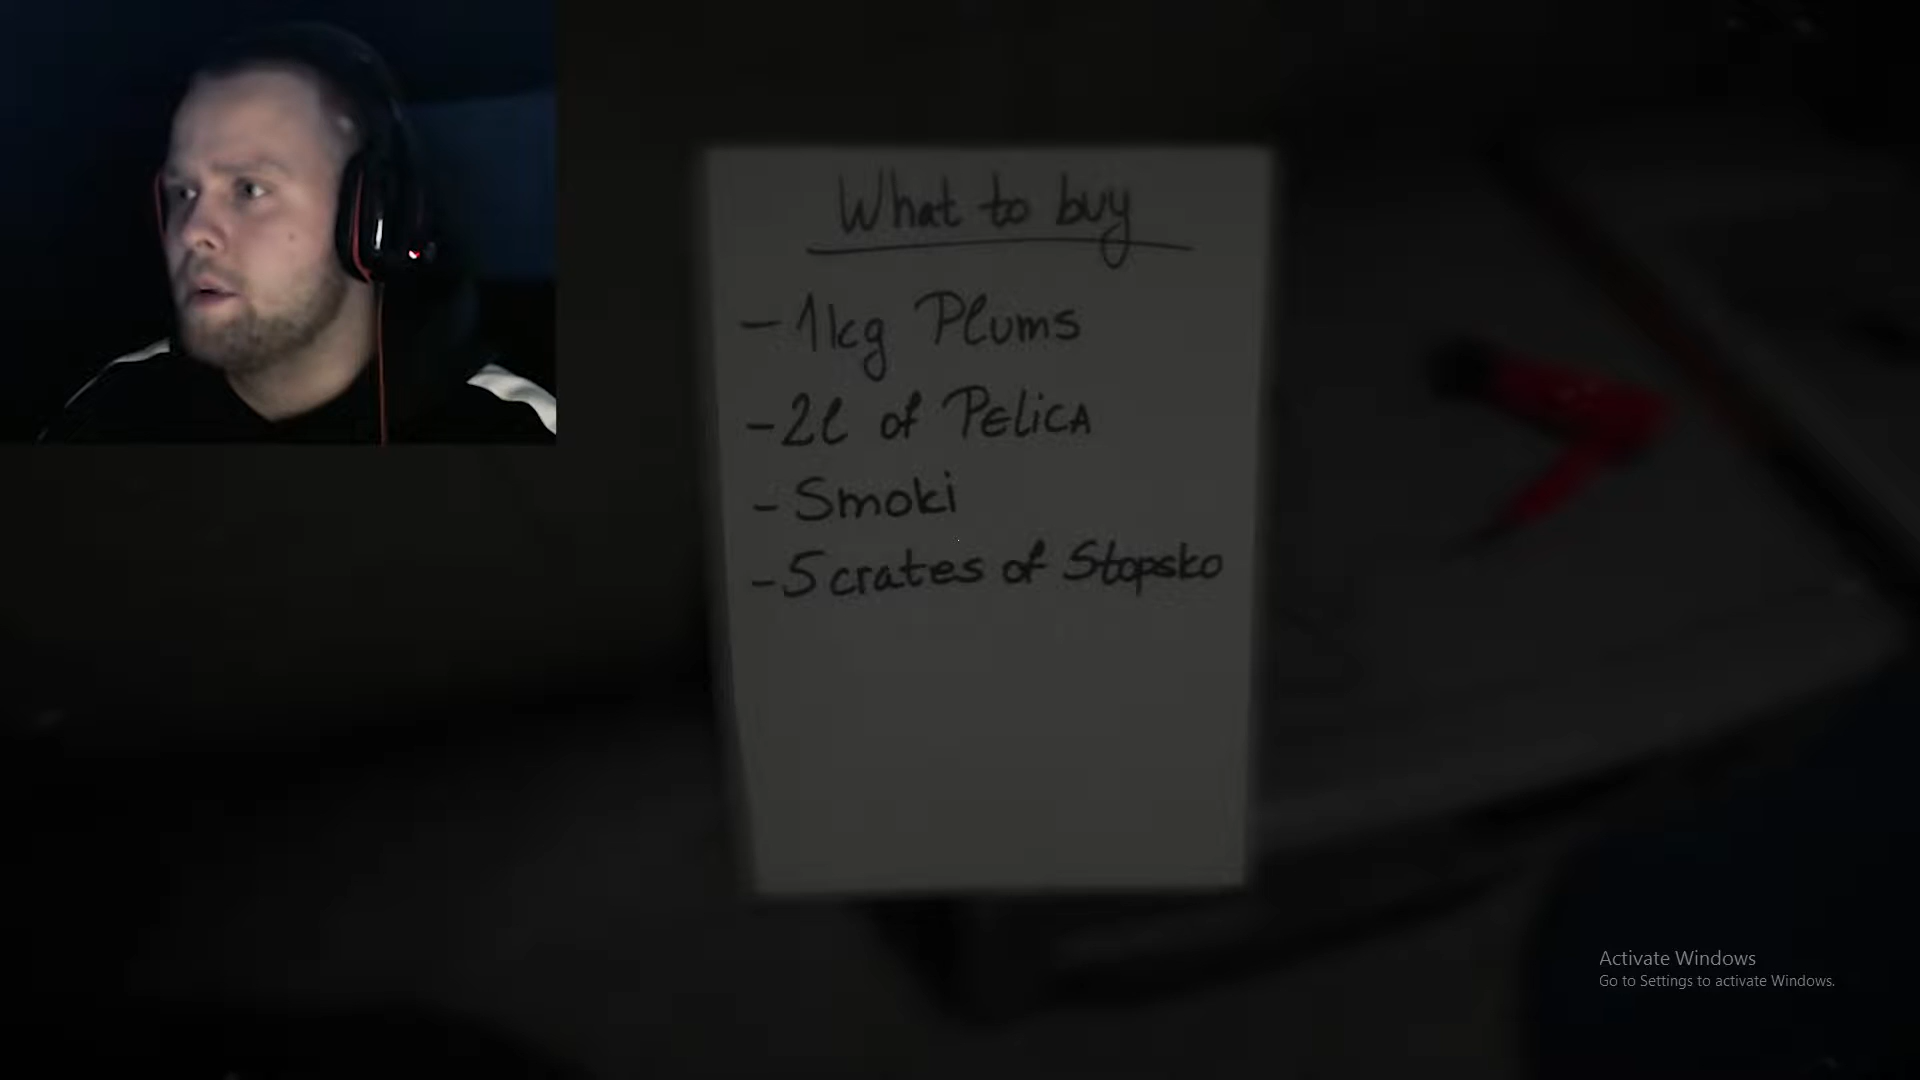 What to buy
- 1kg Plums
- 2l of PELiCA
- Smoki
- 5 crates of Stopsko
Activate Windows
Go to Settings to activate Windows.